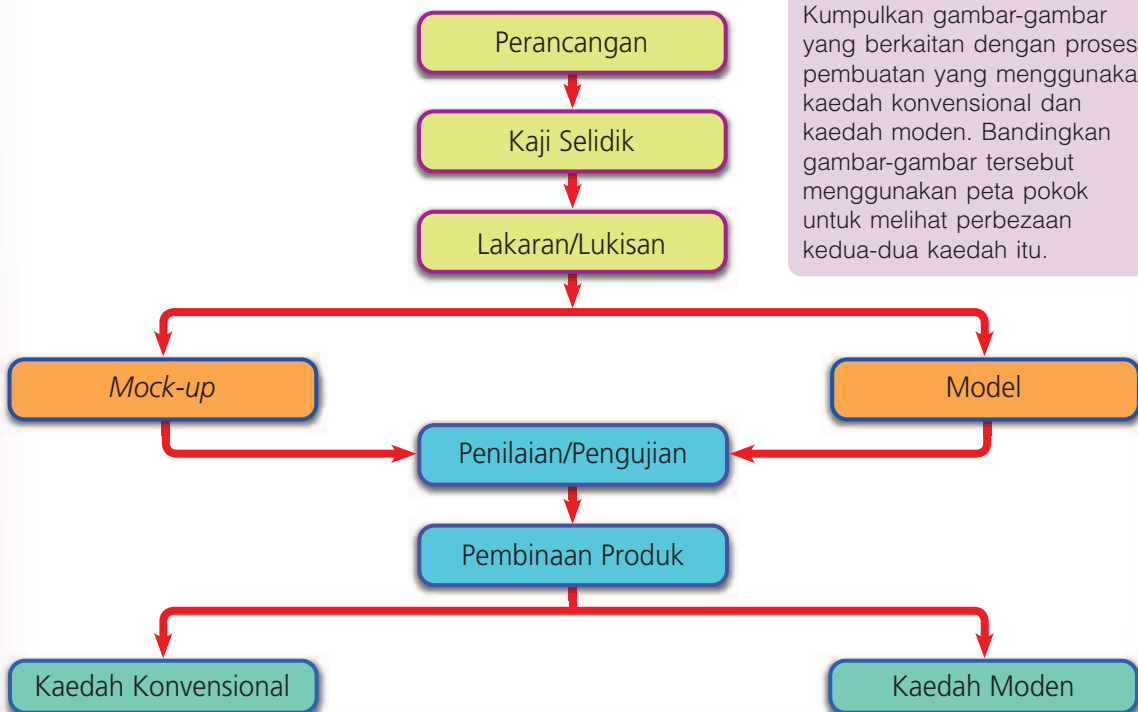 Perancangan
Kaji Selidik
Lakaran/Lukisan
Mock-up
Model
Penilaian/Pengujian
Pembinaan Produk
Kaedah Konvensional
Kaedah Moden
Kumpulkan gambar-gambar
yang berkaitan dengan proses
pembuatan yang menggunaka
kaedah konvensional dan
kaedah moden. Bandingkan
gambar-gambar tersebut
menggunakan peta pokok
untuk melihat perbezaan
kedua-dua kaedah itu.